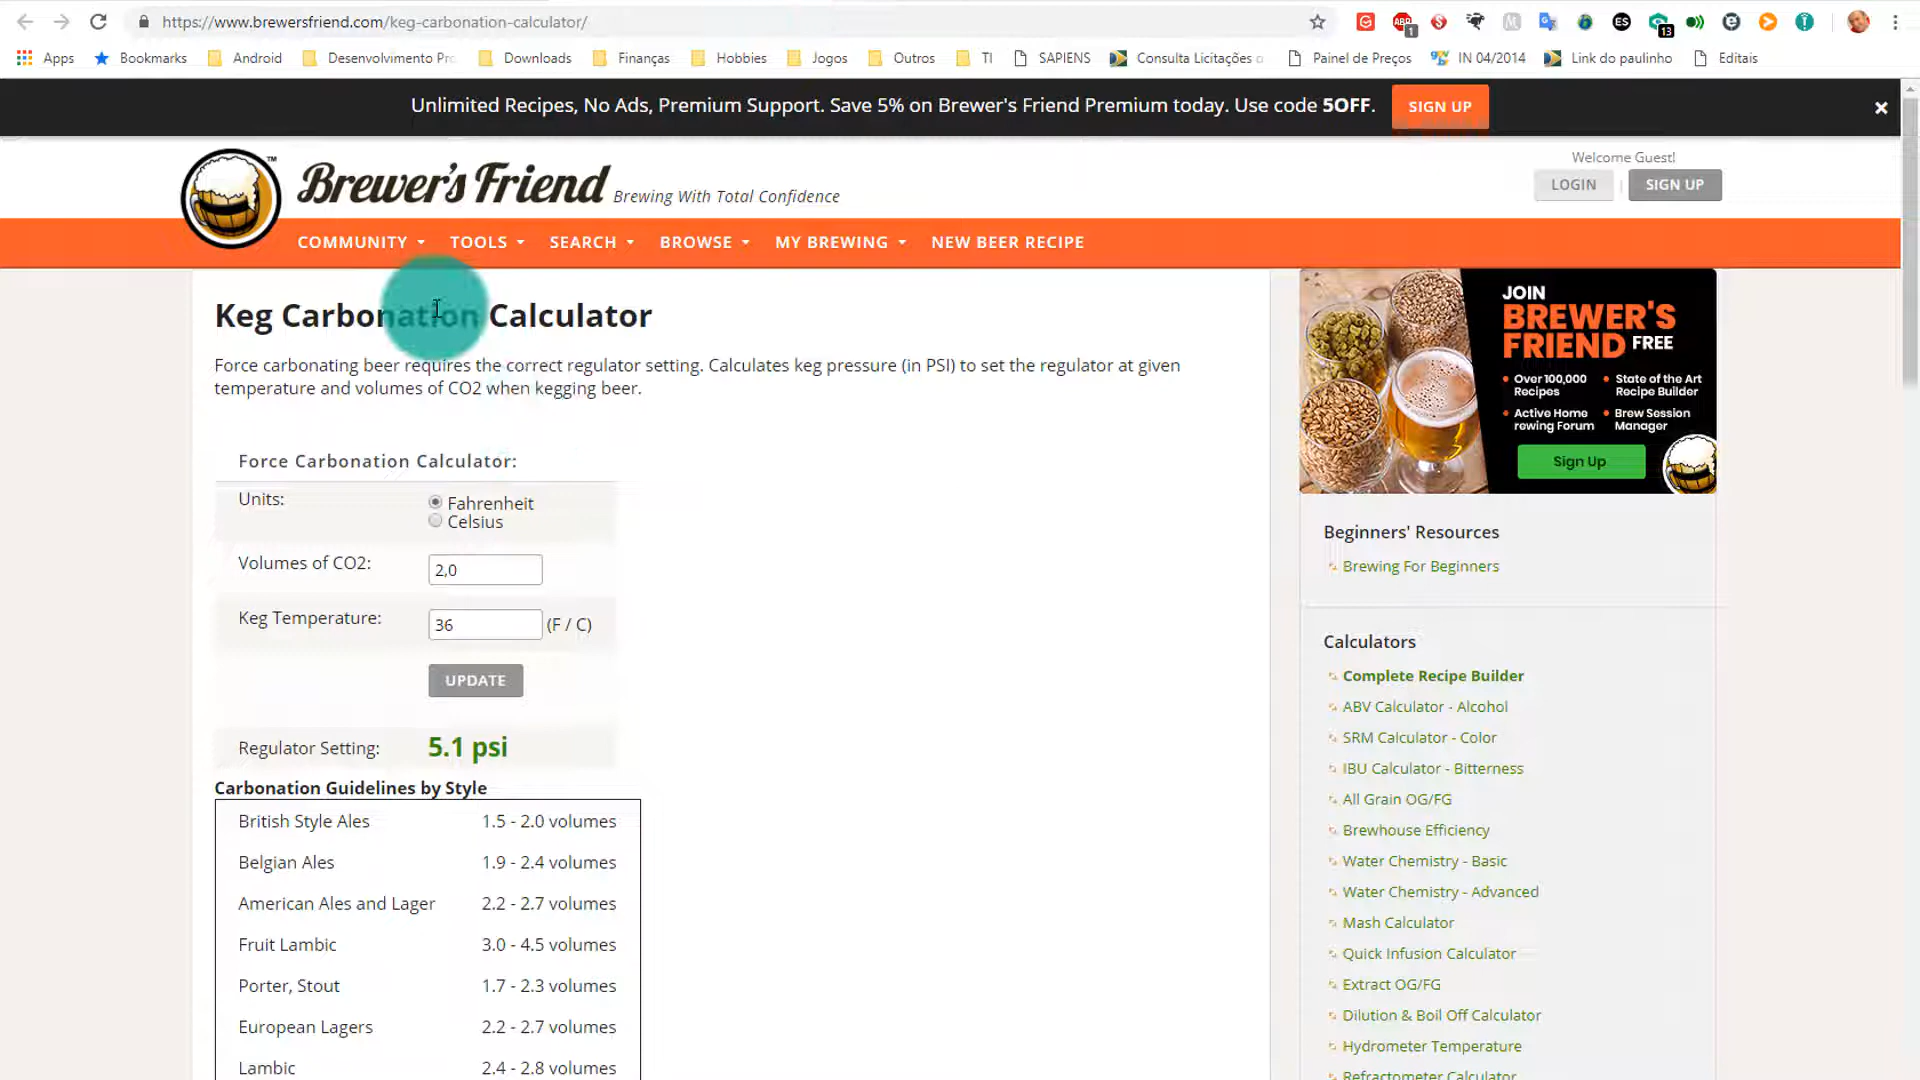 https://www.brewersfriend.com/keg-carbonation-calculator/
ABP
1
M
ES
13
Apps
Bookmarks
Android
Desenvolvimento Pro
Downloads
Finanças
Hobbies
Jogos
Outros
TI
SAPIENS
Consulta Licitações
Painel de Preços
IN 04/2014
Link do paulinho
Editais
Unlimited Recipes, No Ads, Premium Support. Save 5% on Brewer's Friend Premium today. Use code 5OFF.
SIGN UP
Brewer's Friend™
Brewing With Total Confidence
Welcome Guest!
LOGIN
SIGN UP
COMMUNITY
TOOLS
SEARCH
BROWSE
MY BREWING
NEW BEER RECIPE
Keg Carbonation Calculator
Force carbonating beer requires the correct regulator setting. Calculates keg pressure (in PSI) to set the regulator at given
temperature and volumes of CO2 when kegging beer.
Force Carbonation Calculator:
Units:
Fahrenheit
Celsius
Volumes of CO2:
2,0
Keg Temperature:
36
(F / C)
UPDATE
Regulator Setting:
5.1 psi
Carbonation Guidelines by Style
British Style Ales 1.5 - 2.0 volumes
Belgian Ales 1.9 - 2.4 volumes
American Ales and Lager 2.2 - 2.7 volumes
Fruit Lambic 3.0 - 4.5 volumes
Porter, Stout 1.7 - 2.3 volumes
European Lagers 2.2 - 2.7 volumes
Lambic 2.4 - 2.8 volumes
JOIN
BREWER'S
FRIEND FREE
Over 100,000
Recipes
State of the Art
Recipe Builder
Active Home
rewing Forum
Brew Session
Manager
Sign Up
Beginners' Resources
Brewing For Beginners
Calculators
Complete Recipe Builder
ABV Calculator - Alcohol
SRM Calculator - Color
IBU Calculator - Bitterness
All Grain OG/FG
Brewhouse Efficiency
Water Chemistry - Basic
Water Chemistry - Advanced
Mash Calculator
Quick Infusion Calculator
Extract OG/FG
Dilution & Boil Off Calculator
Hydrometer Temperature
Refractometer Calculator